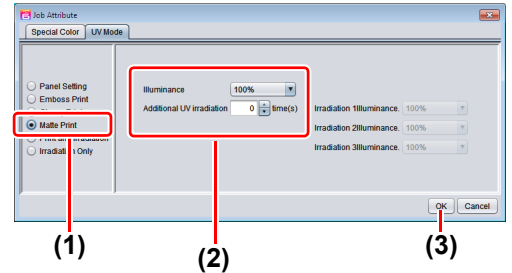 Job Attribute
Special Color UV Mode
Panel Setting
Emboss Print
Matte Print
Irradiation Only
Illuminance 100%
Additional UV irradiation 0 time(s)
Irradiation 1Illuminance. 100%
Irradiation 2Illuminance. 100%
Irradiation 3Illuminance. 100%
OK Cancel
(1) (2) (3)